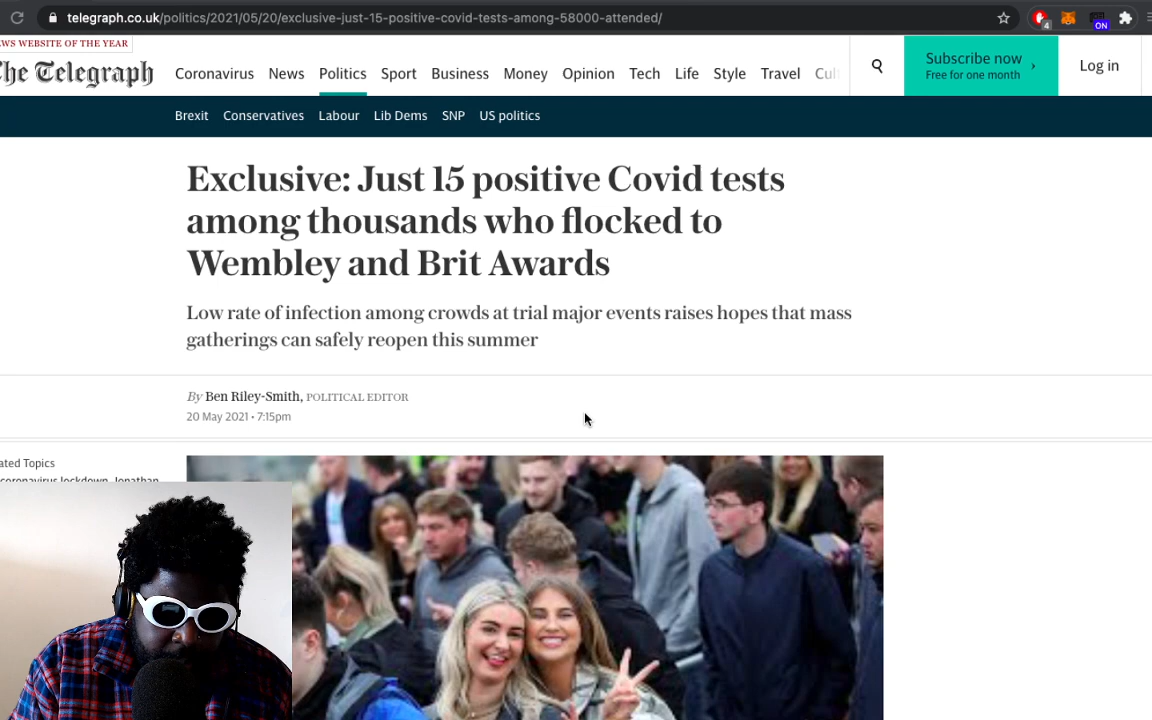 telegraph.co.uk/politics/2021/05/20/exclusive-just-15-positive-covid-tests-among-58000-attended/
4
ON
WS WEBSITE OF THE YEAR
he Telegraph
Coronavirus News Politics Sport Business Money Opinion Tech Life Style Travel Cul
Subscribe now
Free for one month
Log in
Brexit Conservatives Labour Lib Dems SNP US politics
Exclusive: Just 15 positive Covid tests
among thousands who flocked to
Wembley and Brit Awards
Low rate of infection among crowds at trial major events raises hopes that mass
gatherings can safely reopen this summer
By Ben Riley-Smith, POLITICAL EDITOR
20 May 2021 • 7:15pm
ated Topics
coronavirus lockdown, Jonathan